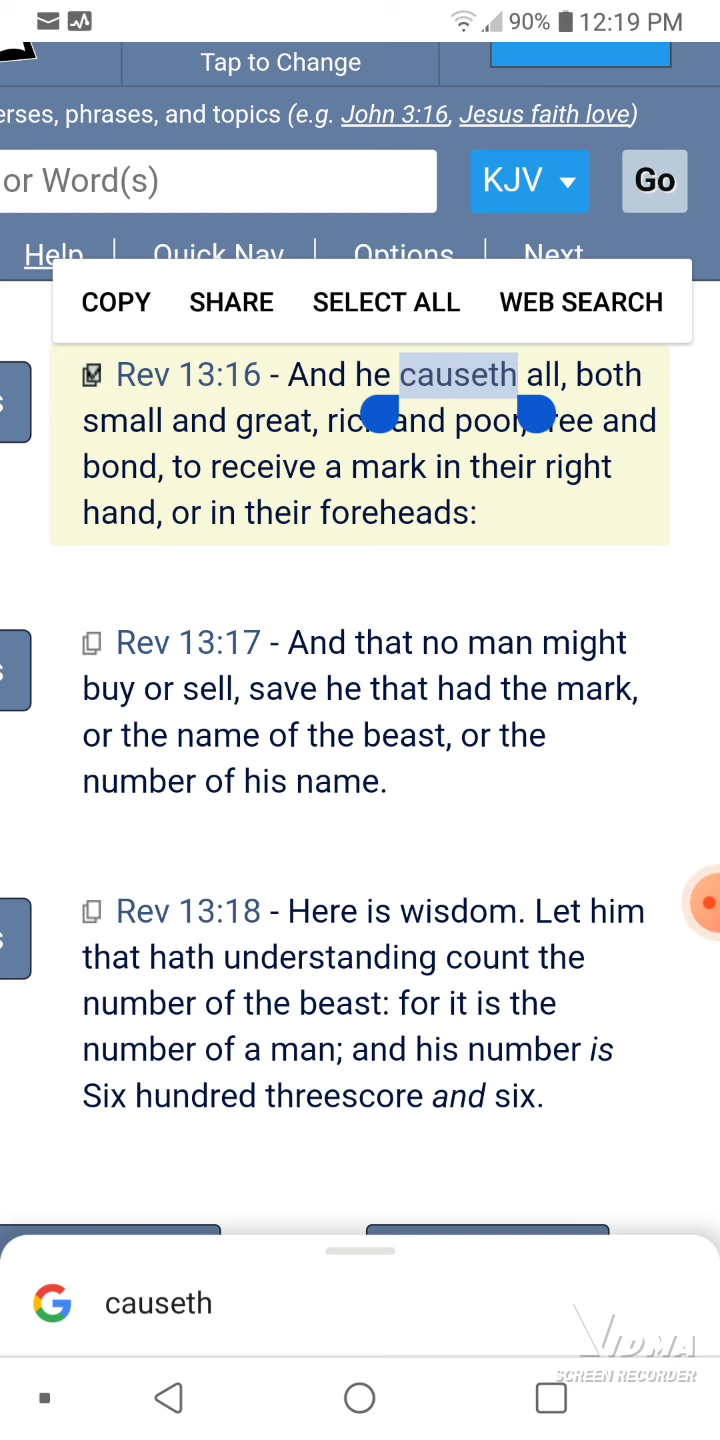 90% 12:19 PM
Tap to Change
erses, phrases, and topics (e.g. John 3:16, Jesus faith love)
or Word(s) KJV Go
Help Quick Nav Options Next
COPY SHARE SELECT ALL WEB SEARCH
Rev 13:16 - And he causeth all, both
small and great, rich and poor, free and
bond, to receive a mark in their right
hand, or in their foreheads:
Rev 13:17 - And that no man might
buy or sell, save he that had the mark,
or the name of the beast, or the
number of his name.
Rev 13:18 - Here is wisdom. Let him
that hath understanding count the
number of the beast: for it is the
number of a man; and his number is
Six hundred threescore and six.
G causeth
VIDMA
SCREEN RECORDER